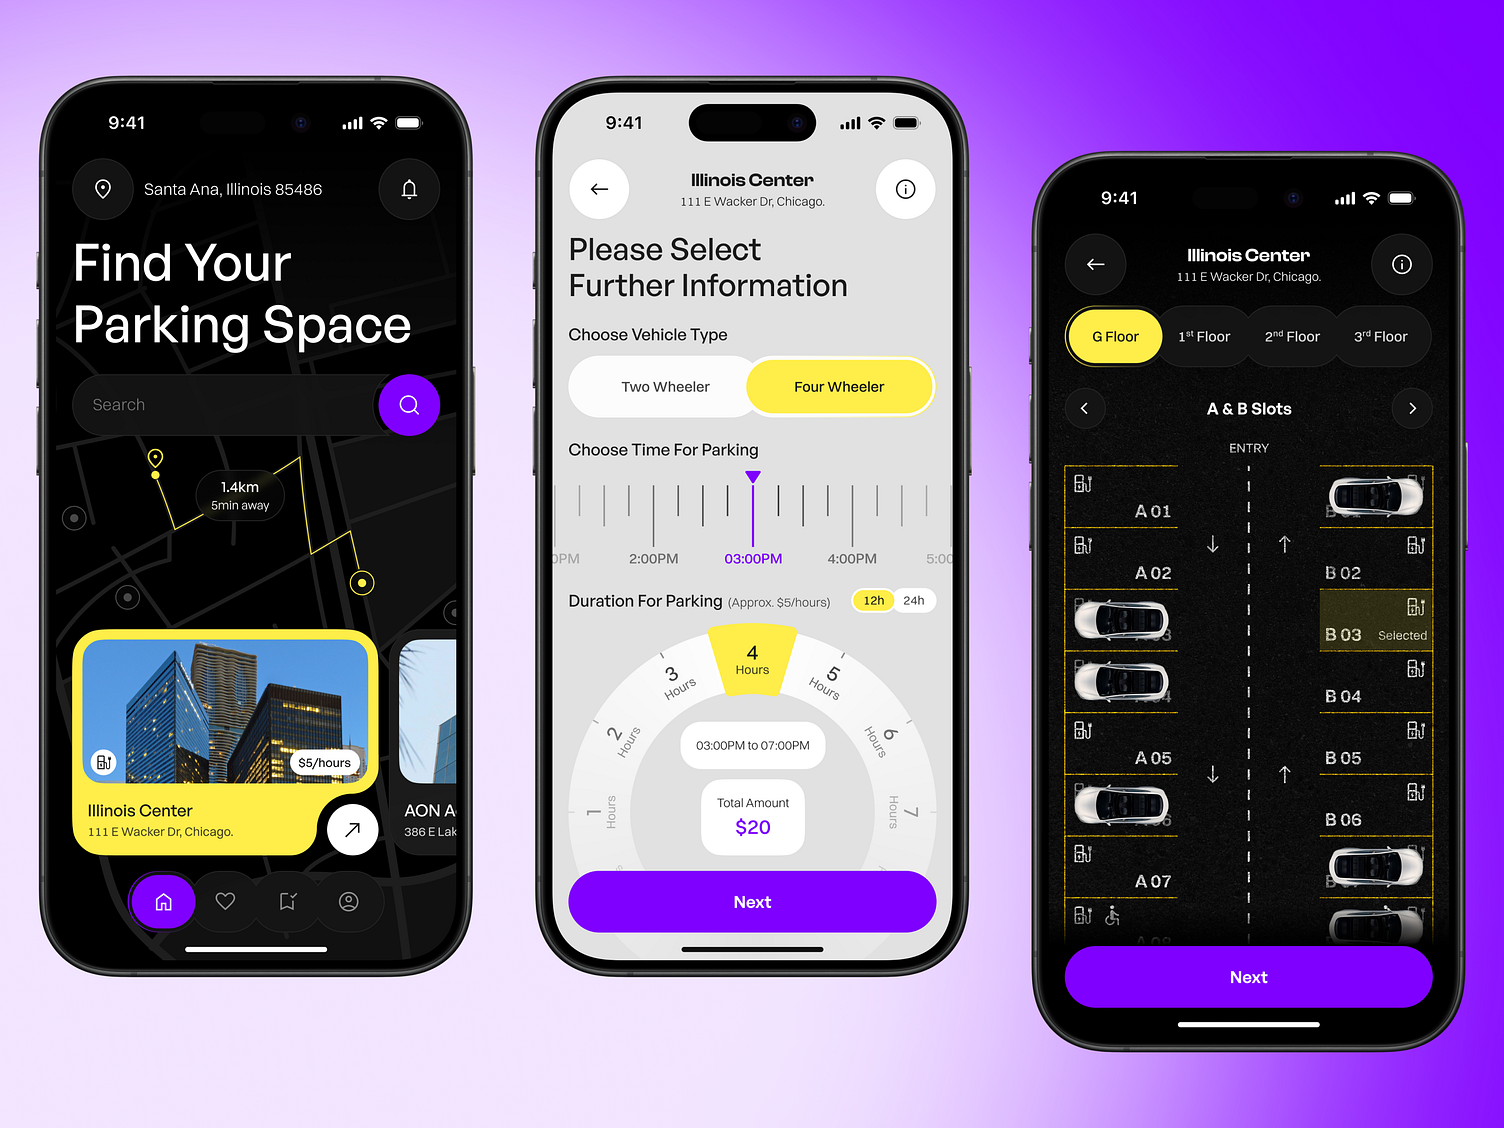 9:41
Santa Ana, Illinois 85486
Find Your
Parking Space
Search
1.4km
5min away
$5/hours
Illinois Center
111 E Wacker Dr, Chicago.
AON A
386 E Lak
9:41
Illinois Center
111 E Wacker Dr, Chicago.
Please Select
Further Information
Choose Vehicle Type
Two Wheeler
Four Wheeler
Choose Time For Parking
0PM
2:00PM
03:00PM
4:00PM
5:00
Duration For Parking (Approx. $5/hours)
12h
24h
1 Hours
2 Hours
3 Hours
4 Hours
5 Hours
6 Hours
7 Hours
03:00PM to 07:00PM
Total Amount
$20
Next
9:41
Illinois Center
111 E Wacker Dr, Chicago.
G Floor
1st Floor
2nd Floor
3rd Floor
A & B Slots
ENTRY
A 01
A 02
B 02
B 03 Selected
B 04
A 05
B 05
B 06
A 07
A 08
Next